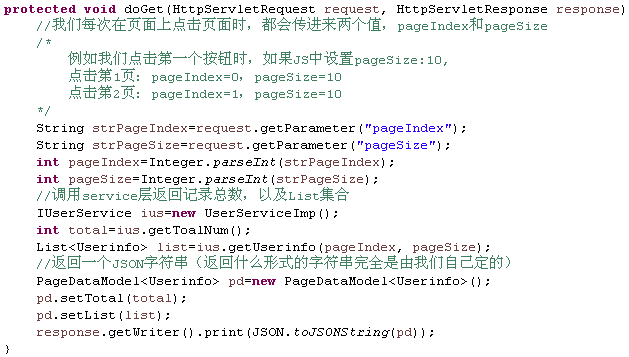 protected void doGet(HttpServletRequest request, HttpServletResponse response)
//我们每次在页面上点击页面时，都会传进来两个值，pageIndex和pageSize
/*
例如我们点击第一个按钮时，如果JS中设置pageSize:10,
点击第1页：pageIndex=0，pageSize=10
点击第2页：pageIndex=1，pageSize=10
*/
String strPageIndex=request.getParameter("pageIndex");
String strPageSize=request.getParameter("pageSize");
int pageIndex=Integer.parseInt(strPageIndex);
int pageSize=Integer.parseInt(strPageSize);
//调用service层返回记录总数，以及List集合
IUserService ius=new UserServiceImp();
int total=ius.getToalNum();
List<Userinfo> list=ius.getUserinfo(pageIndex, pageSize);
//返回一个JSON字符串（返回什么形式的字符串完全是由我们自己定的）
PageDataModel<Userinfo> pd=new PageDataModel<Userinfo>();
pd.setTotal(total);
pd.setList(list);
response.getWriter().print(JSON.toJSONString(pd));
}